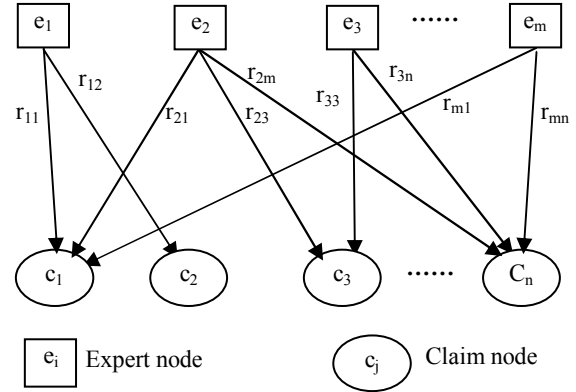 e1 e2 e3 ...... em
r11 r12 r21 r23 r2m r33 r3n rm1 rmn
c1 c2 c3 ...... Cn
ei Expert node cj Claim node